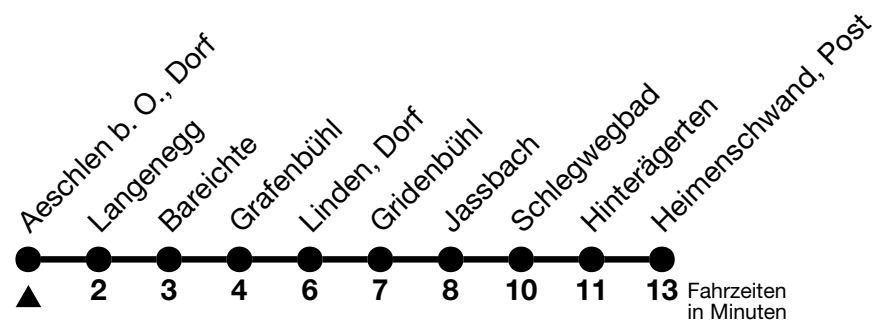 Aeschlen b. O., Dorf
Langenegg
Bareichte
Grafenbühl
Linden, Dorf
Gridenbühl
Jassbach
Schlegwegbad
Hinterägerten
Heimenschwand, Post
2 3 4 6 7 8 10 11 13 Fahrzeiten
in Minuten